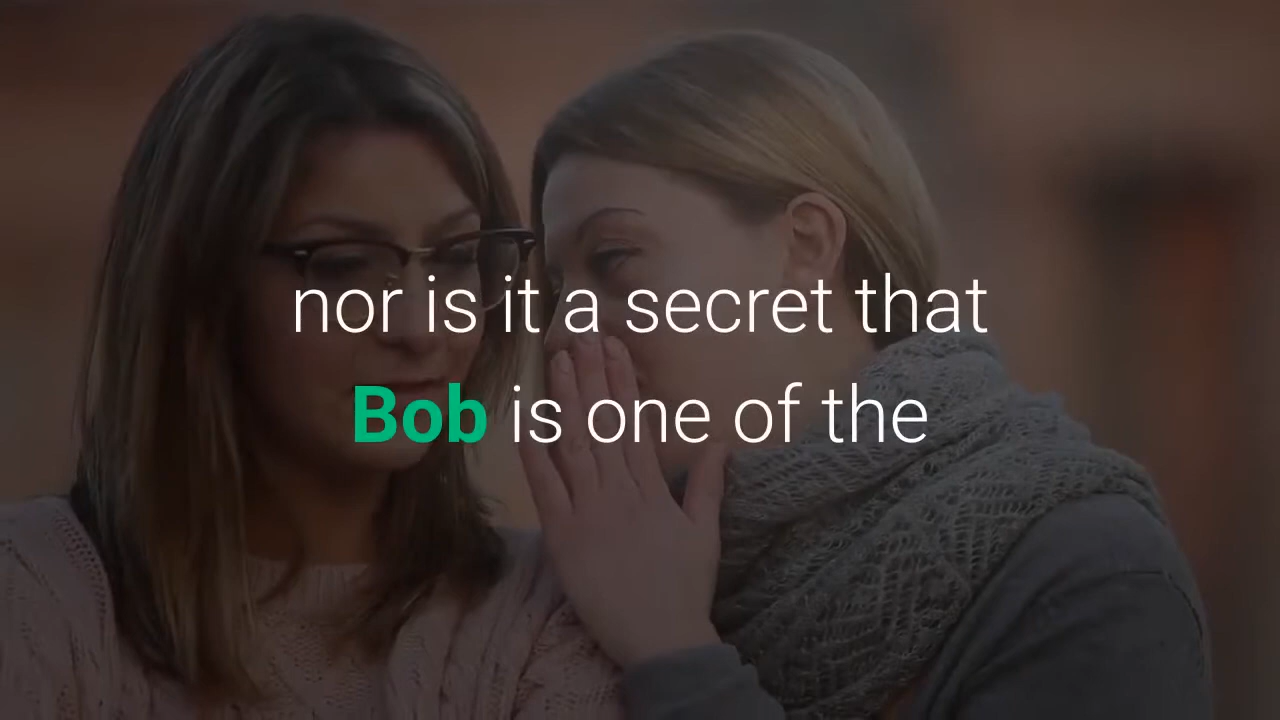 nor is it a secret that
Bob is one of the